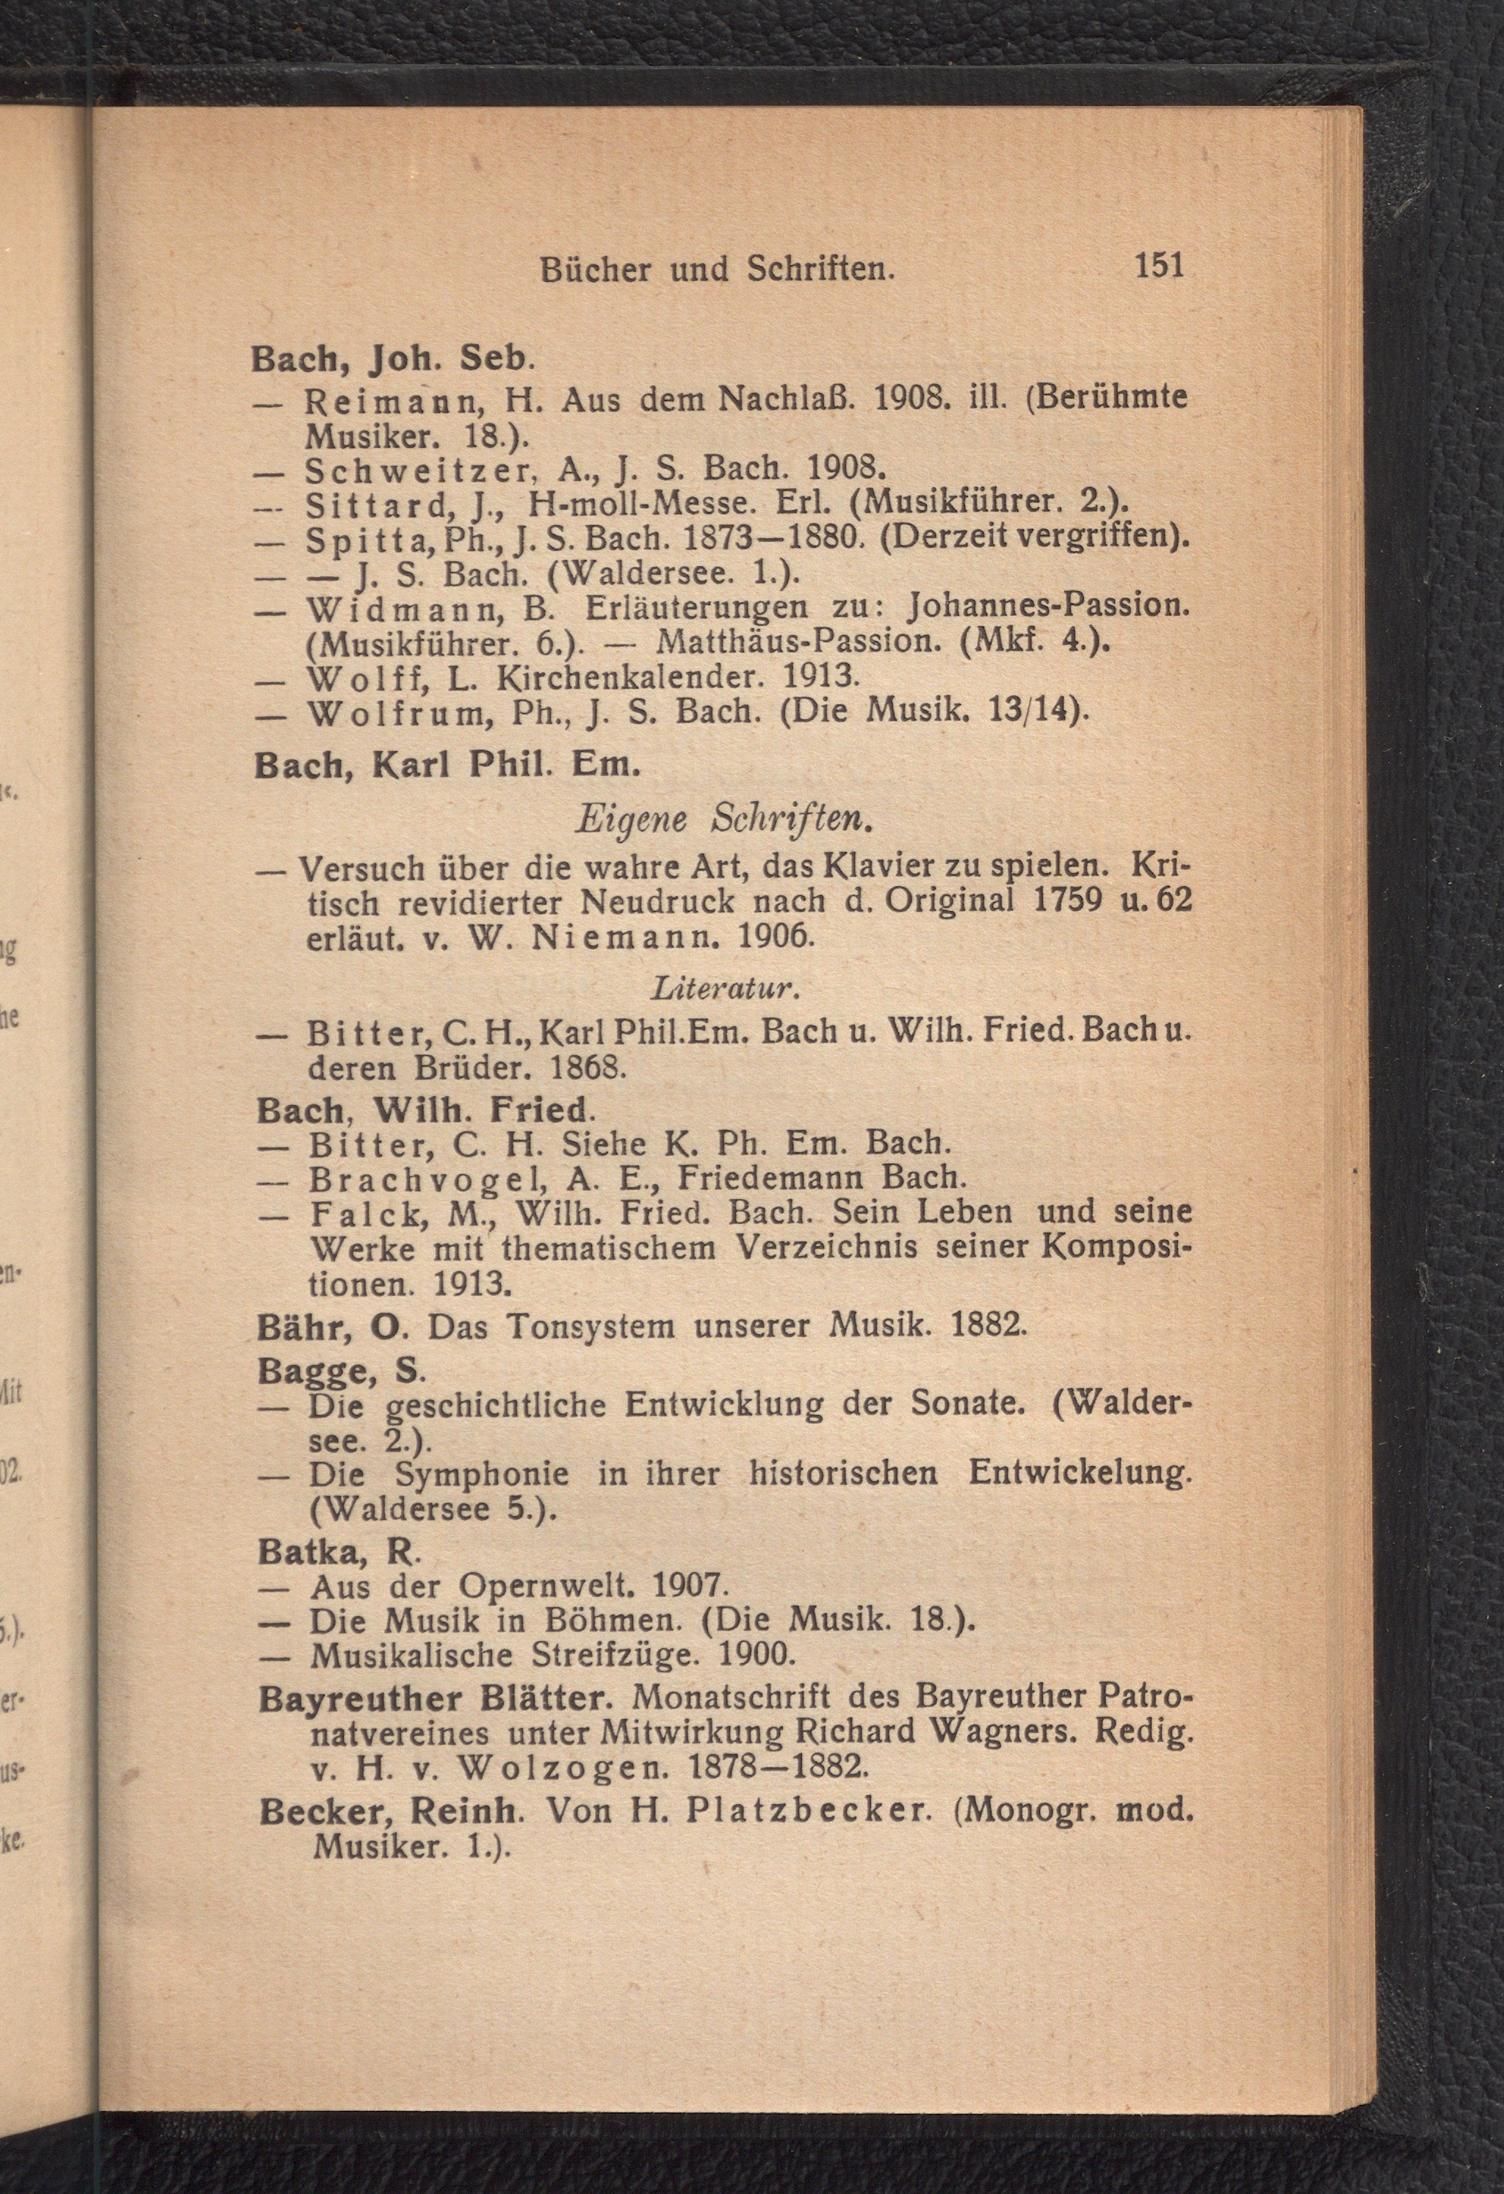 Bücher und Schriften. 151
Bach, Joh. Seb.
— Reimann, H. Aus dem Nachlaß. 1908. ill. (Berühmte
Musiker. 18.).
— Schweitzer, A., J. S. Bach. 1908.
— Sittard, J., H-moll-Messe. Erl. (Musikführer. 2.).
— Spitta, Ph., J. S. Bach. 1873—1880. (Derzeit vergriffen).
— — J. S. Bach. (Waldersee. 1.).
— Widmann, B. Erläuterungen zu: Johannes-Passion.
(Musikführer. 6.). — Matthäus-Passion. (Mkf. 4.).
— Wolff, L. Kirchenkalender. 1913.
— Wolfrum, Ph., J. S. Bach. (Die Musik. 13/14).
Bach, Karl Phil. Em.
Eigene Schriften.
— Versuch über die wahre Art, das Klavier zu spielen. Kri-
tisch revidierter Neudruck nach d. Original 1759 u. 62
erläut. v. W. Niemann. 1906.
Literatur.
— Bitter, C. H., Karl Phil.Em. Bach u. Wilh. Fried. Bach u.
deren Brüder. 1868.
Bach, Wilh. Fried.
— Bitter, C. H. Siehe K. Ph. Em. Bach.
— Brachvogel, A. E., Friedemann Bach.
— Falck, M., Wilh. Fried. Bach. Sein Leben und seine
Werke mit thematischem Verzeichnis seiner Komposi-
tionen. 1913.
Bähr, O. Das Tonsystem unserer Musik. 1882.
Bagge, S.
— Die geschichtliche Entwicklung der Sonate. (Walder-
see. 2.).
— Die Symphonie in ihrer historischen Entwickelung.
(Waldersee 5.).
Batka, R.
— Aus der Opernwelt. 1907.
— Die Musik in Böhmen. (Die Musik. 18.).
— Musikalische Streifzüge. 1900.
Bayreuther Blätter. Monatschrift des Bayreuther Patro-
natvereines unter Mitwirkung Richard Wagners. Redig.
v. H. v. Wolzogen. 1878—1882.
Becker, Reinh. Von H. Platzbecker. (Monogr. mod.
Musiker. 1.).